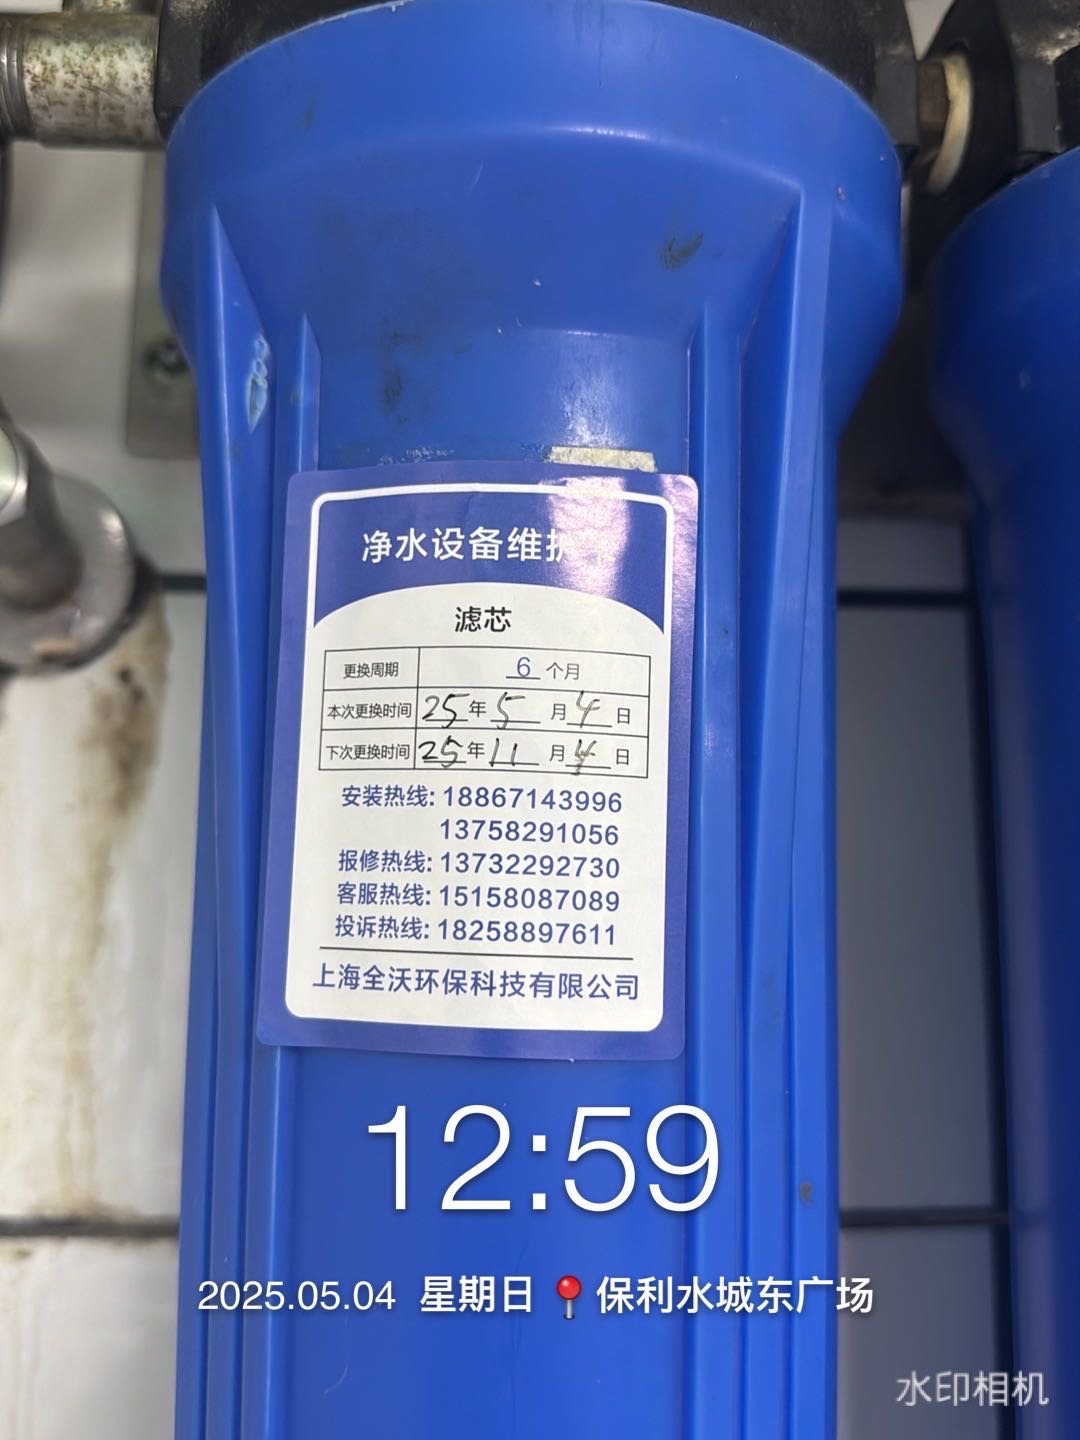 净水设备维护
滤芯
更换周期 6 个月
本次更换时间 25 年 5 月 4 日
下次更换时间 25 年 11 月 4 日
安装热线: 18867143996
13758291056
报修热线: 13732292730
客服热线: 15158087089
投诉热线: 18258897611
上海全沃环保科技有限公司
12:59
2025.05.04 星期日 📍 保利水城东广场
水印相机